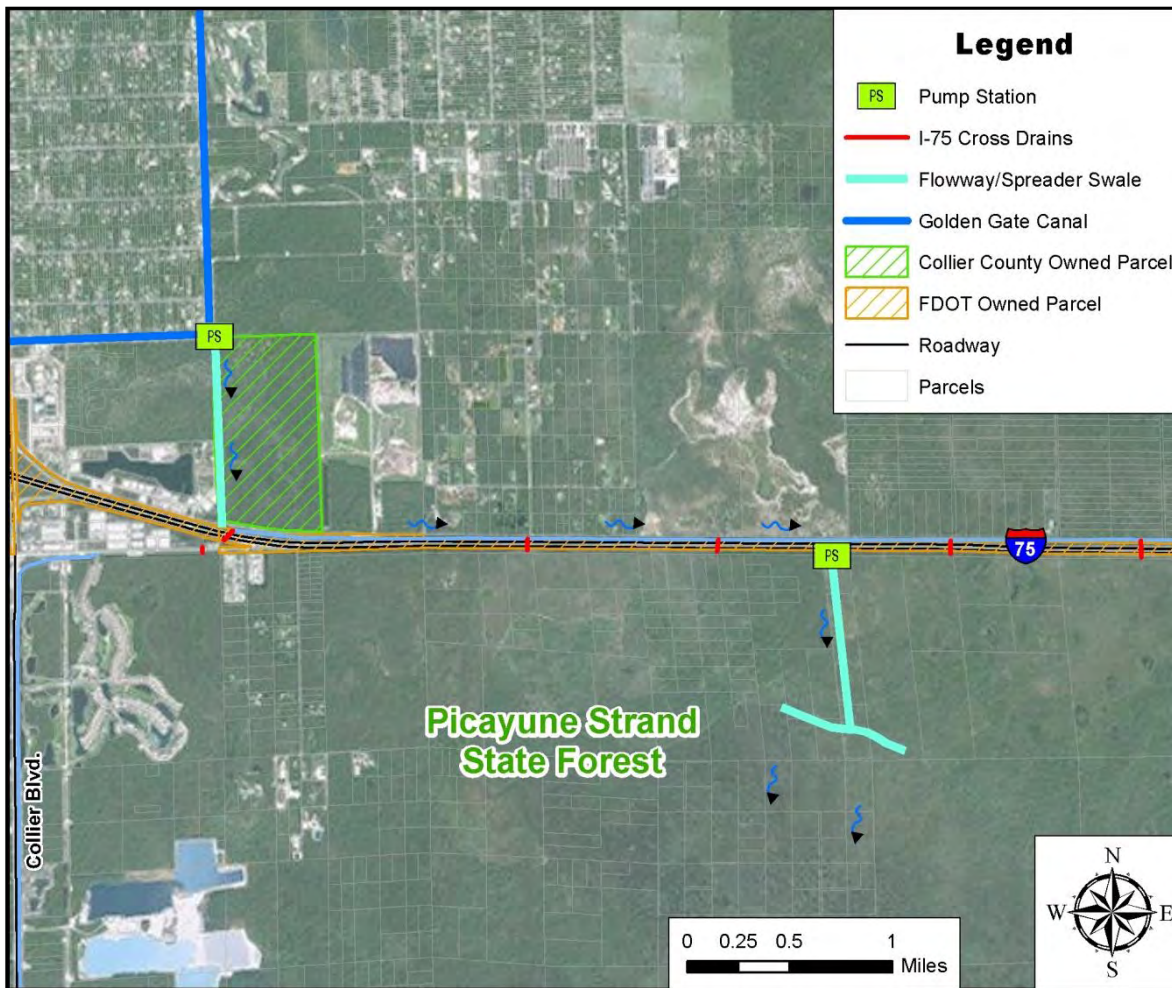 Legend
PS Pump Station
I-75 Cross Drains
Flowway/Spreader Swale
Golden Gate Canal
Collier County Owned Parcel
FDOT Owned Parcel
Roadway
Parcels
PS
75
PS
Picayune Strand
State Forest
Collier Blvd.
0 0.25 0.5 1
Miles
N
W E
S